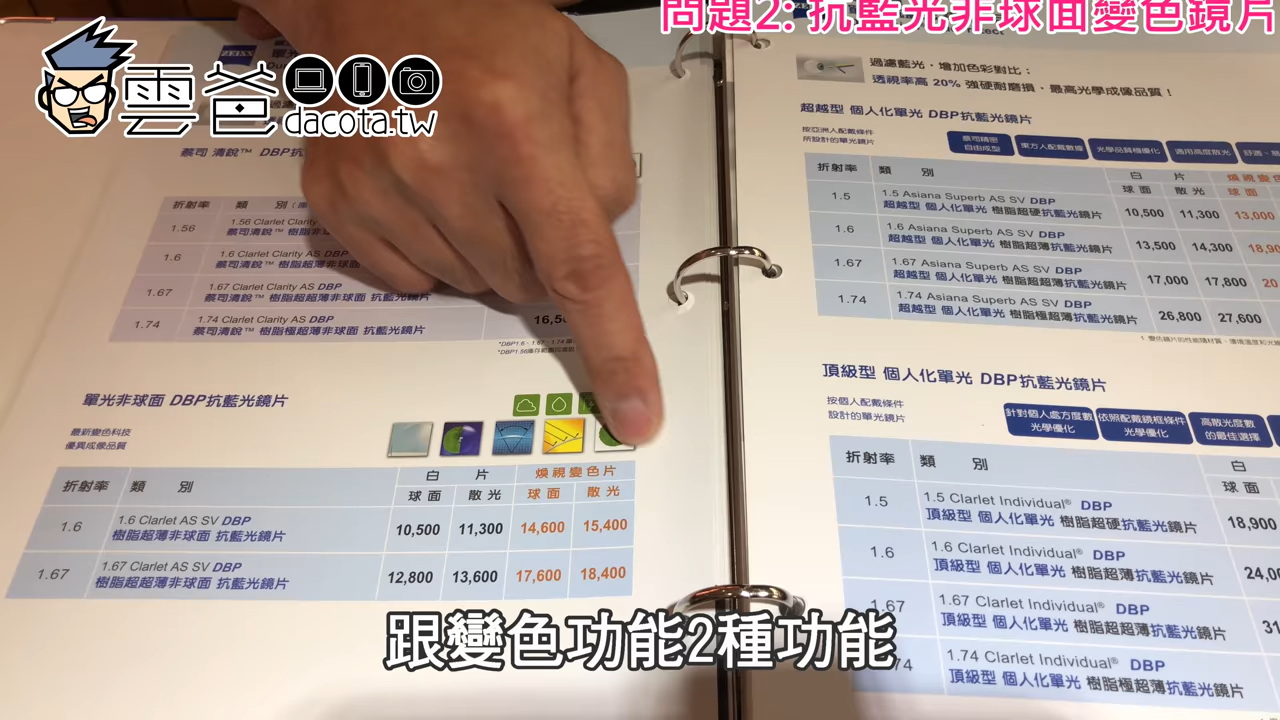 問題2: 抗藍光非球面變色鏡片
雲爸
dacota.tw
ZEISS
蔡司 清銳™ DBP抗
折射率 類 別
1.56 1.56 Clarlet Clarity
蔡司清銳™ 樹脂非
1.6 1.6 Clarlet Clarity AS DBP
蔡司清銳™ 樹脂超薄非球面
1.67 1.67 Clarlet Clarity AS DBP
蔡司清銳™ 樹脂超超薄非球面 抗藍光鏡片
1.74 1.74 Clarlet Clarity AS DBP
蔡司清銳™ 樹脂極超薄非球面 抗藍光鏡片
單光非球面 DBP抗藍光鏡片
最新變色科技
優異成像品質
折射率 類 別 白 片 煥視變色片
球面 散光 球面 散光
1.6 1.6 Clarlet AS SV DBP 10,500 11,300 14,600 15,400
樹脂超薄非球面 抗藍光鏡片
1.67 1.67 Clarlet AS SV DBP 12,800 13,600 17,600 18,400
樹脂超超薄非球面 抗藍光鏡片
過濾藍光,增加色彩對比;
透視率高 20% 強硬耐磨損,最高光學成像品質!
超越型 個人化單光 DBP抗藍光鏡片
按亞洲人配戴條件
所設計的單光鏡片
蔡司精密
自由成型
東方人配戴數據
光學品質極優化
適用高度散光
折射率 類 別 白 片 煥視變色
球面 散光 球面
1.5 1.5 Asiana Superb AS SV DBP 10,500 11,300 13,000
超越型 個人化單光 樹脂超硬抗藍光鏡片
1.6 1.6 Asiana Superb AS SV DBP 13,500 14,300
超越型 個人化單光 樹脂超薄抗藍光鏡片
1.67 1.67 Asiana Superb AS SV DBP 17,000 17,800
超越型 個人化單光 樹脂超超薄抗藍光鏡片
1.74 1.74 Asiana Superb AS SV DBP 26,800 27,600
超越型 個人化單光 樹脂極超薄抗藍光鏡片
頂級型 個人化單光 DBP抗藍光鏡片
按個人配戴條件
設計的單光鏡片
針對個人處方度數
光學優化
依照配戴鏡框條件
光學優化
高散光度數
的最佳選擇
折射率 類 別 白
球面
1.5 1.5 Clarlet Individual® DBP 18,900
頂級型 個人化單光 樹脂超硬抗藍光鏡片
1.6 1.6 Clarlet Individual® DBP
頂級型 個人化單光 樹脂超薄抗藍光鏡片
1.67 Clarlet Individual® DBP
頂級型 個人化單光 樹脂超超薄抗藍光鏡片
1.74 Clarlet Individual® DBP
頂級型 個人化單光 樹脂極超薄抗藍光鏡片
跟變色功能2種功能